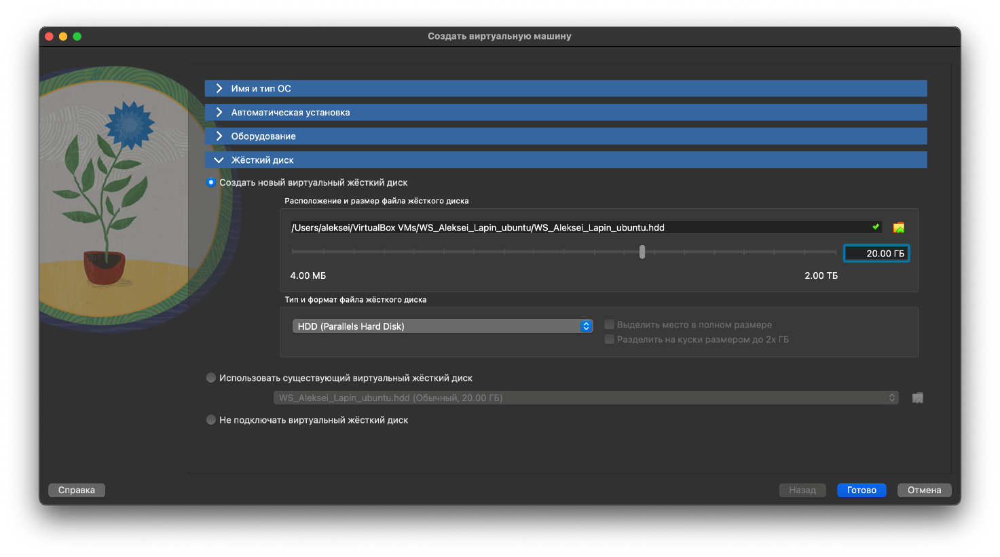 Создать виртуальную машину
Имя и тип ОС
Автоматическая установка
Оборудование
Жёсткий диск
Создать новый виртуальный жёсткий диск
Расположение и размер файла жёсткого диска
/Users/aleksei/VirtualBox VMs/WS_Aleksei_Lapin_ubuntu/WS_Aleksei_Lapin_ubuntu.hdd
20.00 ГБ
4.00 МБ
2.00 ТБ
Тип и формат файла жёсткого диска
HDD (Parallels Hard Disk)
Выделить место в полном размере
Разделить на куски размером до 2х ГБ
Использовать существующий виртуальный жёсткий диск
WS_Aleksei_Lapin_ubuntu.hdd (Обычный, 20.00 ГБ)
Не подключать виртуальный жёсткий диск
Справка
Назад
Готово
Отмена